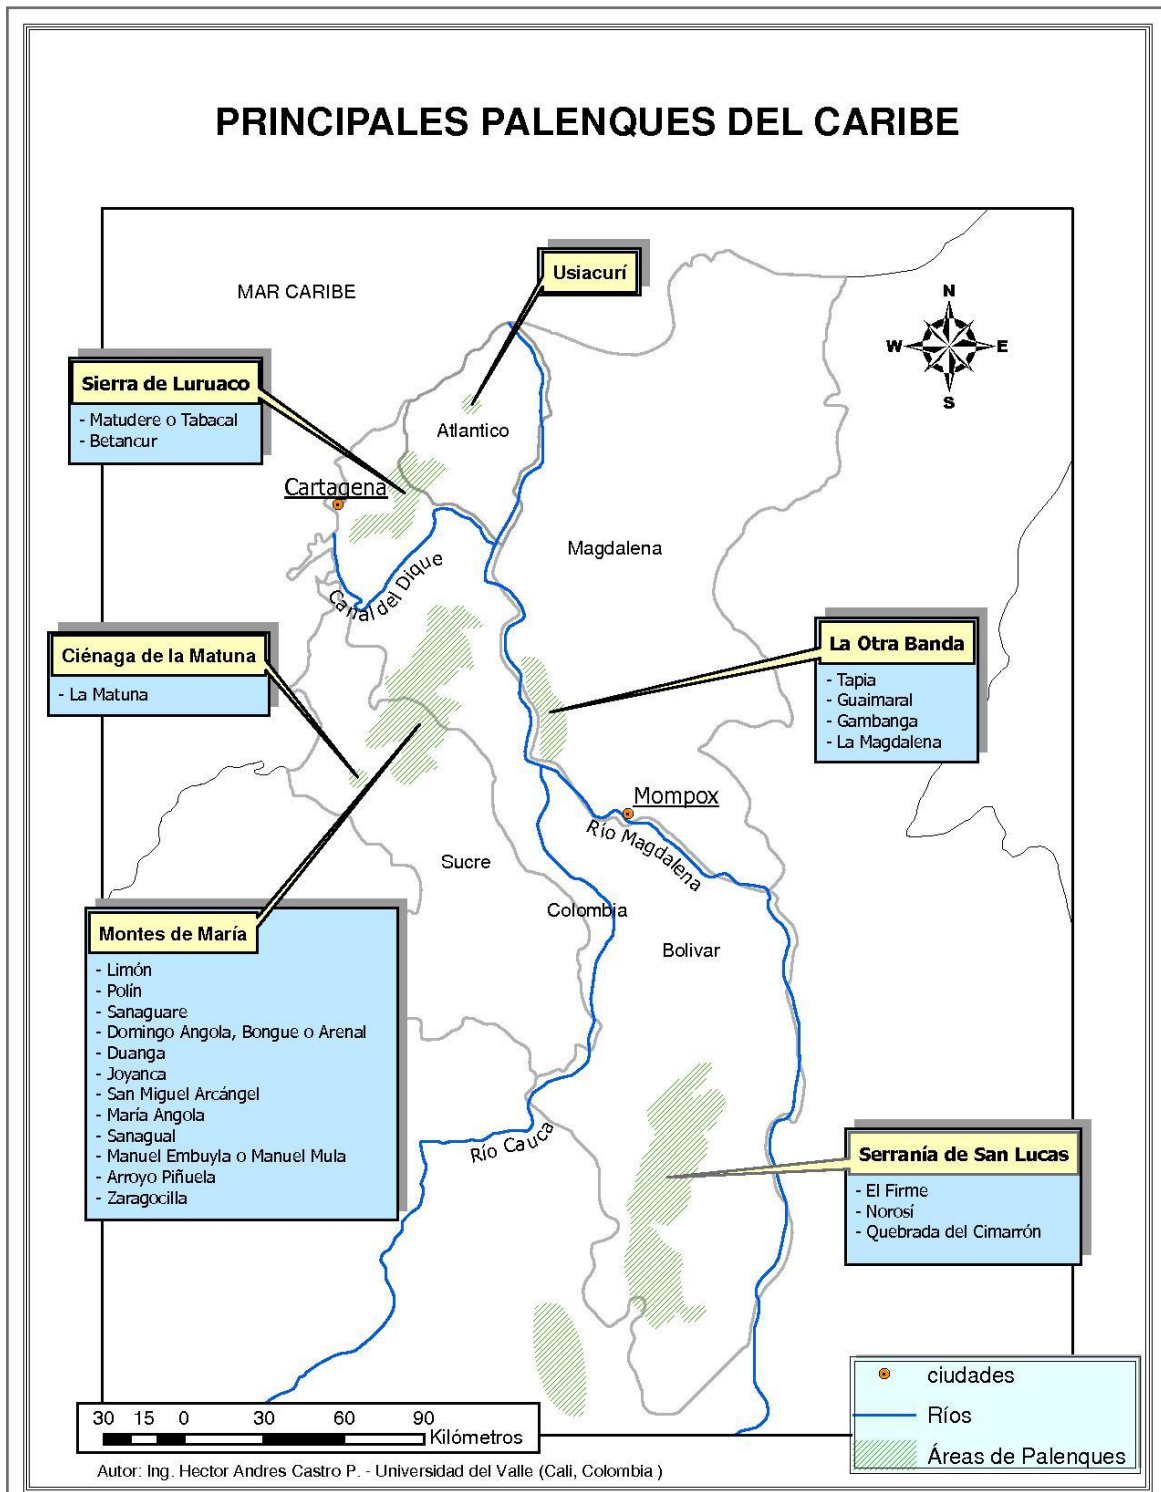 PRINCIPALES PALENQUES DEL CARIBE
MAR CARIBE
Usiacurí
N
W E
S
Sierra de Luruaco
- Matudere o Tabacal
- Betancur
Atlantico
Cartagena
Magdalena
Canal del Dique
Ciénaga de la Matuna
- La Matuna
La Otra Banda
- Tapia
- Guaimaral
- Gambanga
- La Magdalena
Mompox
Río Magdalena
Sucre
Colombia
Bolivar
Montes de María
- Limón
- Polín
- Sanaguare
- Domingo Angola, Bongue o Arenal
- Duanga
- Joyanca
- San Miguel Arcángel
- María Angola
- Sanagual
- Manuel Embuyla o Manuel Mula
- Arroyo Piñuela
- Zaragocilla
Río Cauca
Serranía de San Lucas
- El Firme
- Norosí
- Quebrada del Cimarrón
ciudades
Ríos
Áreas de Palenques
30 15 0 30 60 90
Kilómetros
Autor: Ing. Hector Andres Castro P. - Universidad del Valle (Cali, Colombia )